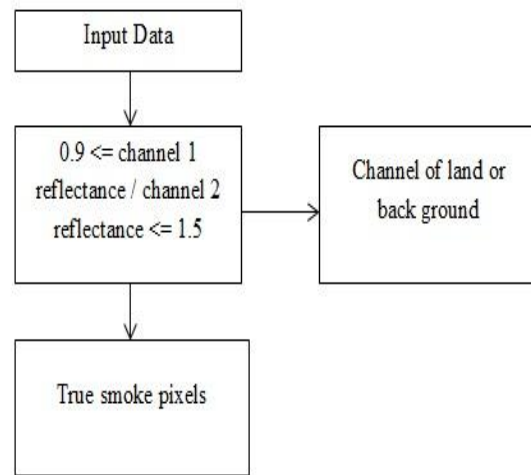 Input Data
0.9 <= channel 1
reflectance / channel 2
reflectance <= 1.5
Channel of land or
back ground
True smoke pixels